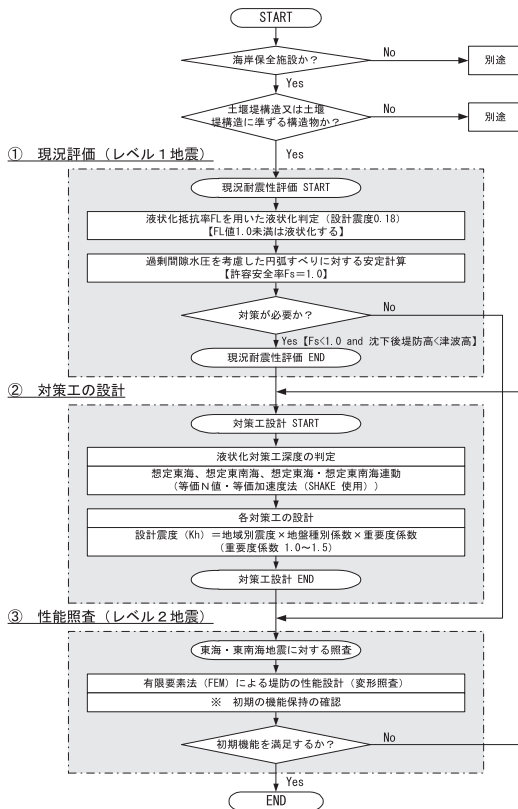 START
海岸保全施設か？
No
別途
Yes
土堰堤構造又は土堰
堤構造に準ずる構造物か？
No
別途
Yes
① 現況評価（レベル１地震）
現況耐震性評価 START
液状化抵抗率FLを用いた液状化判定（設計震度0.18）
【FL値1.0未満は液状化する】
過剰間隙水圧を考慮した円弧すべりに対する安定計算
【許容安全率Fs＝1.0】
対策が必要か？
No
Yes【Fs<1.0 and 沈下後堤防高<津波高】
現況耐震性評価 END
② 対策工の設計
対策工設計 START
液状化対策工深度の判定
想定東海、想定東南海、想定東海・想定東南海連動
（等価Ｎ値・等価加速度法（SHAKE 使用））
各対策工の設計
設計震度（Kh）＝地域別震度×地盤種別係数×重要度係数
（重要度係数 1.0～1.5）
対策工設計 END
③ 性能照査（レベル２地震）
東海・東南海地震に対する照査
有限要素法（FEM）による堤防の性能設計（変形照査）
※ 初期の機能保持の確認
初期機能を満足するか？
No
Yes
END